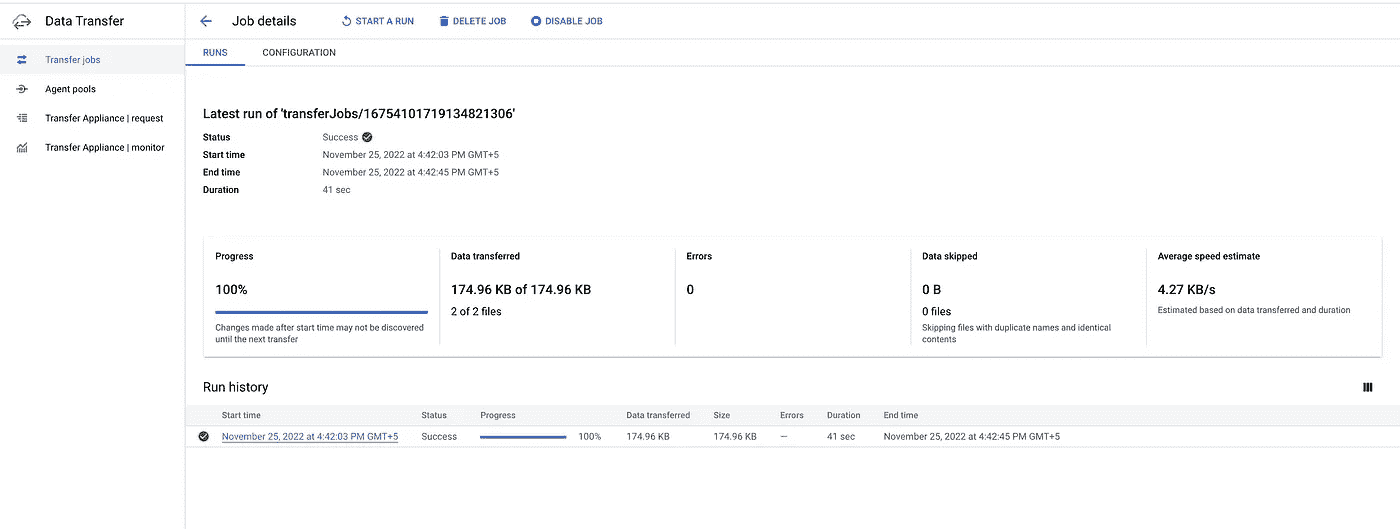 Data Transfer
Job details
START A RUN
DELETE JOB
DISABLE JOB
Transfer jobs
Agent pools
Transfer Appliance | request
Transfer Appliance | monitor
RUNS
CONFIGURATION
Latest run of 'transferJobs/16754101719134821306'
Status Success
Start time November 25, 2022 at 4:42:03 PM GMT+5
End time November 25, 2022 at 4:42:45 PM GMT+5
Duration 41 sec
Progress
100%
Changes made after start time may not be discovered
until the next transfer
Data transferred
174.96 KB of 174.96 KB
2 of 2 files
Errors
0
Data skipped
0 B
0 files
Skipping files with duplicate names and identical
contents
Average speed estimate
4.27 KB/s
Estimated based on data transferred and duration
Run history
Start time Status Progress Data transferred Size Errors Duration End time
November 25, 2022 at 4:42:03 PM GMT+5 Success 100% 174.96 KB 174.96 KB — 41 sec November 25, 2022 at 4:42:45 PM GMT+5